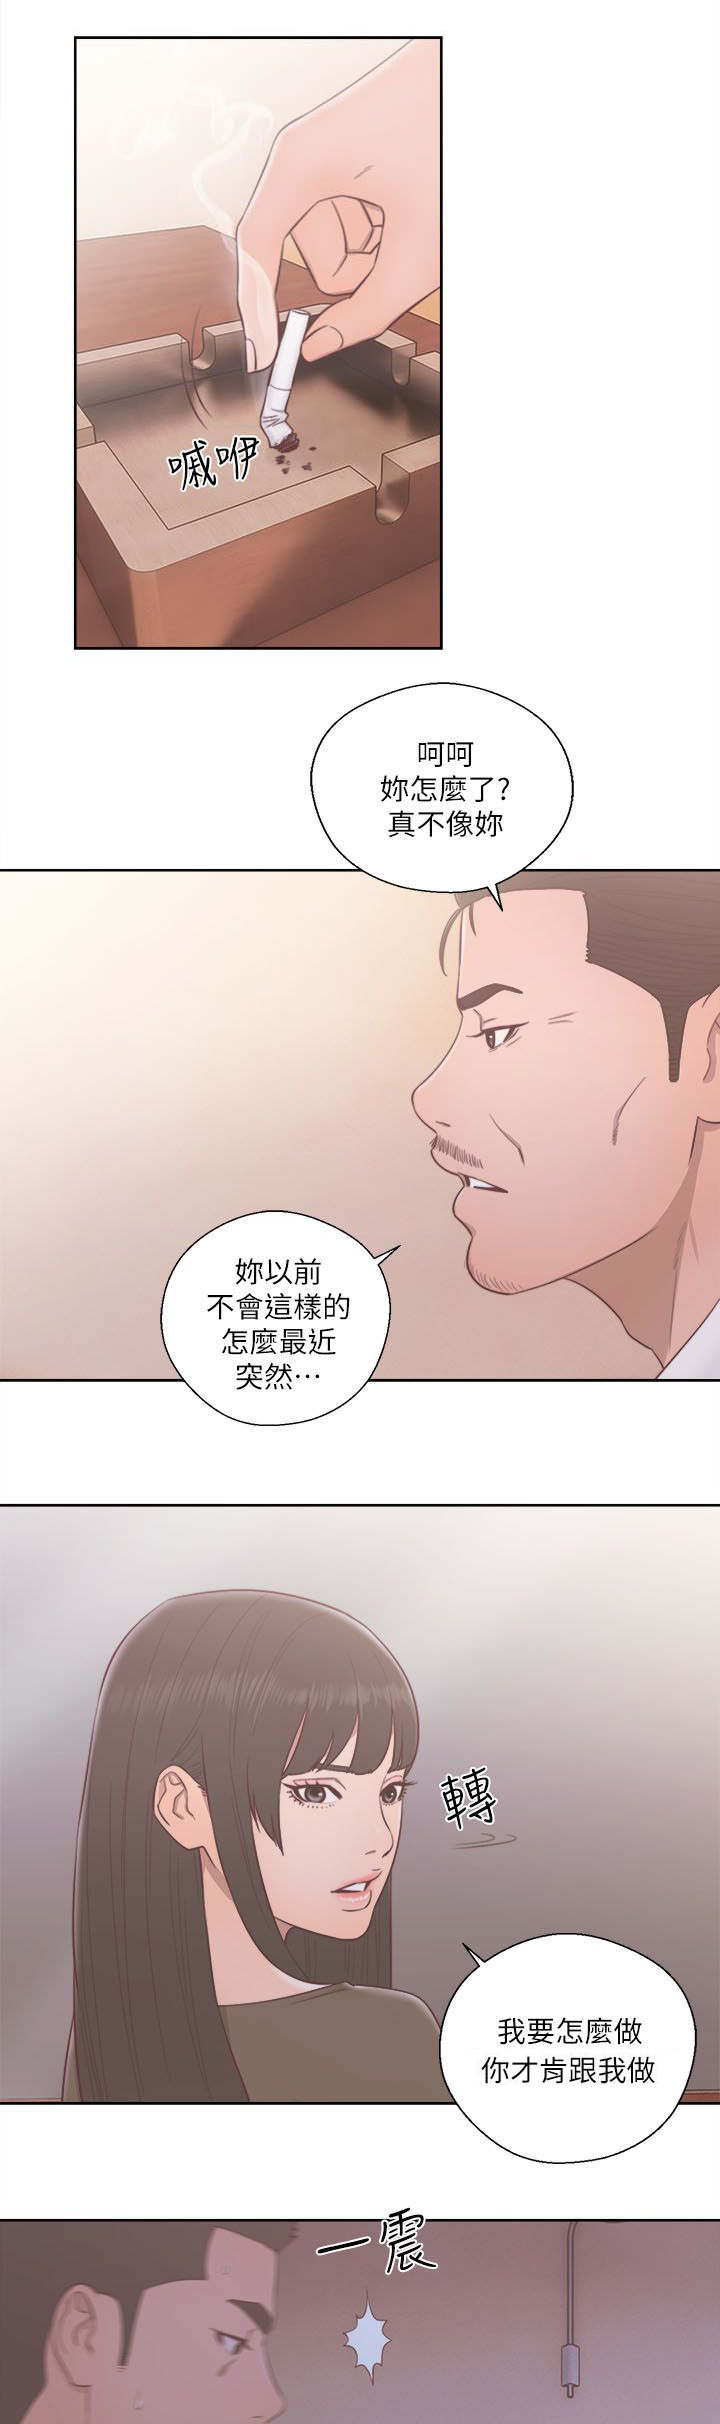 喊咿
呵呵
妳怎麼了?
真不像妳
妳以前
不會這樣的
怎麼最近
突然…
轉
我要怎麼做
你才肯跟我做
一震